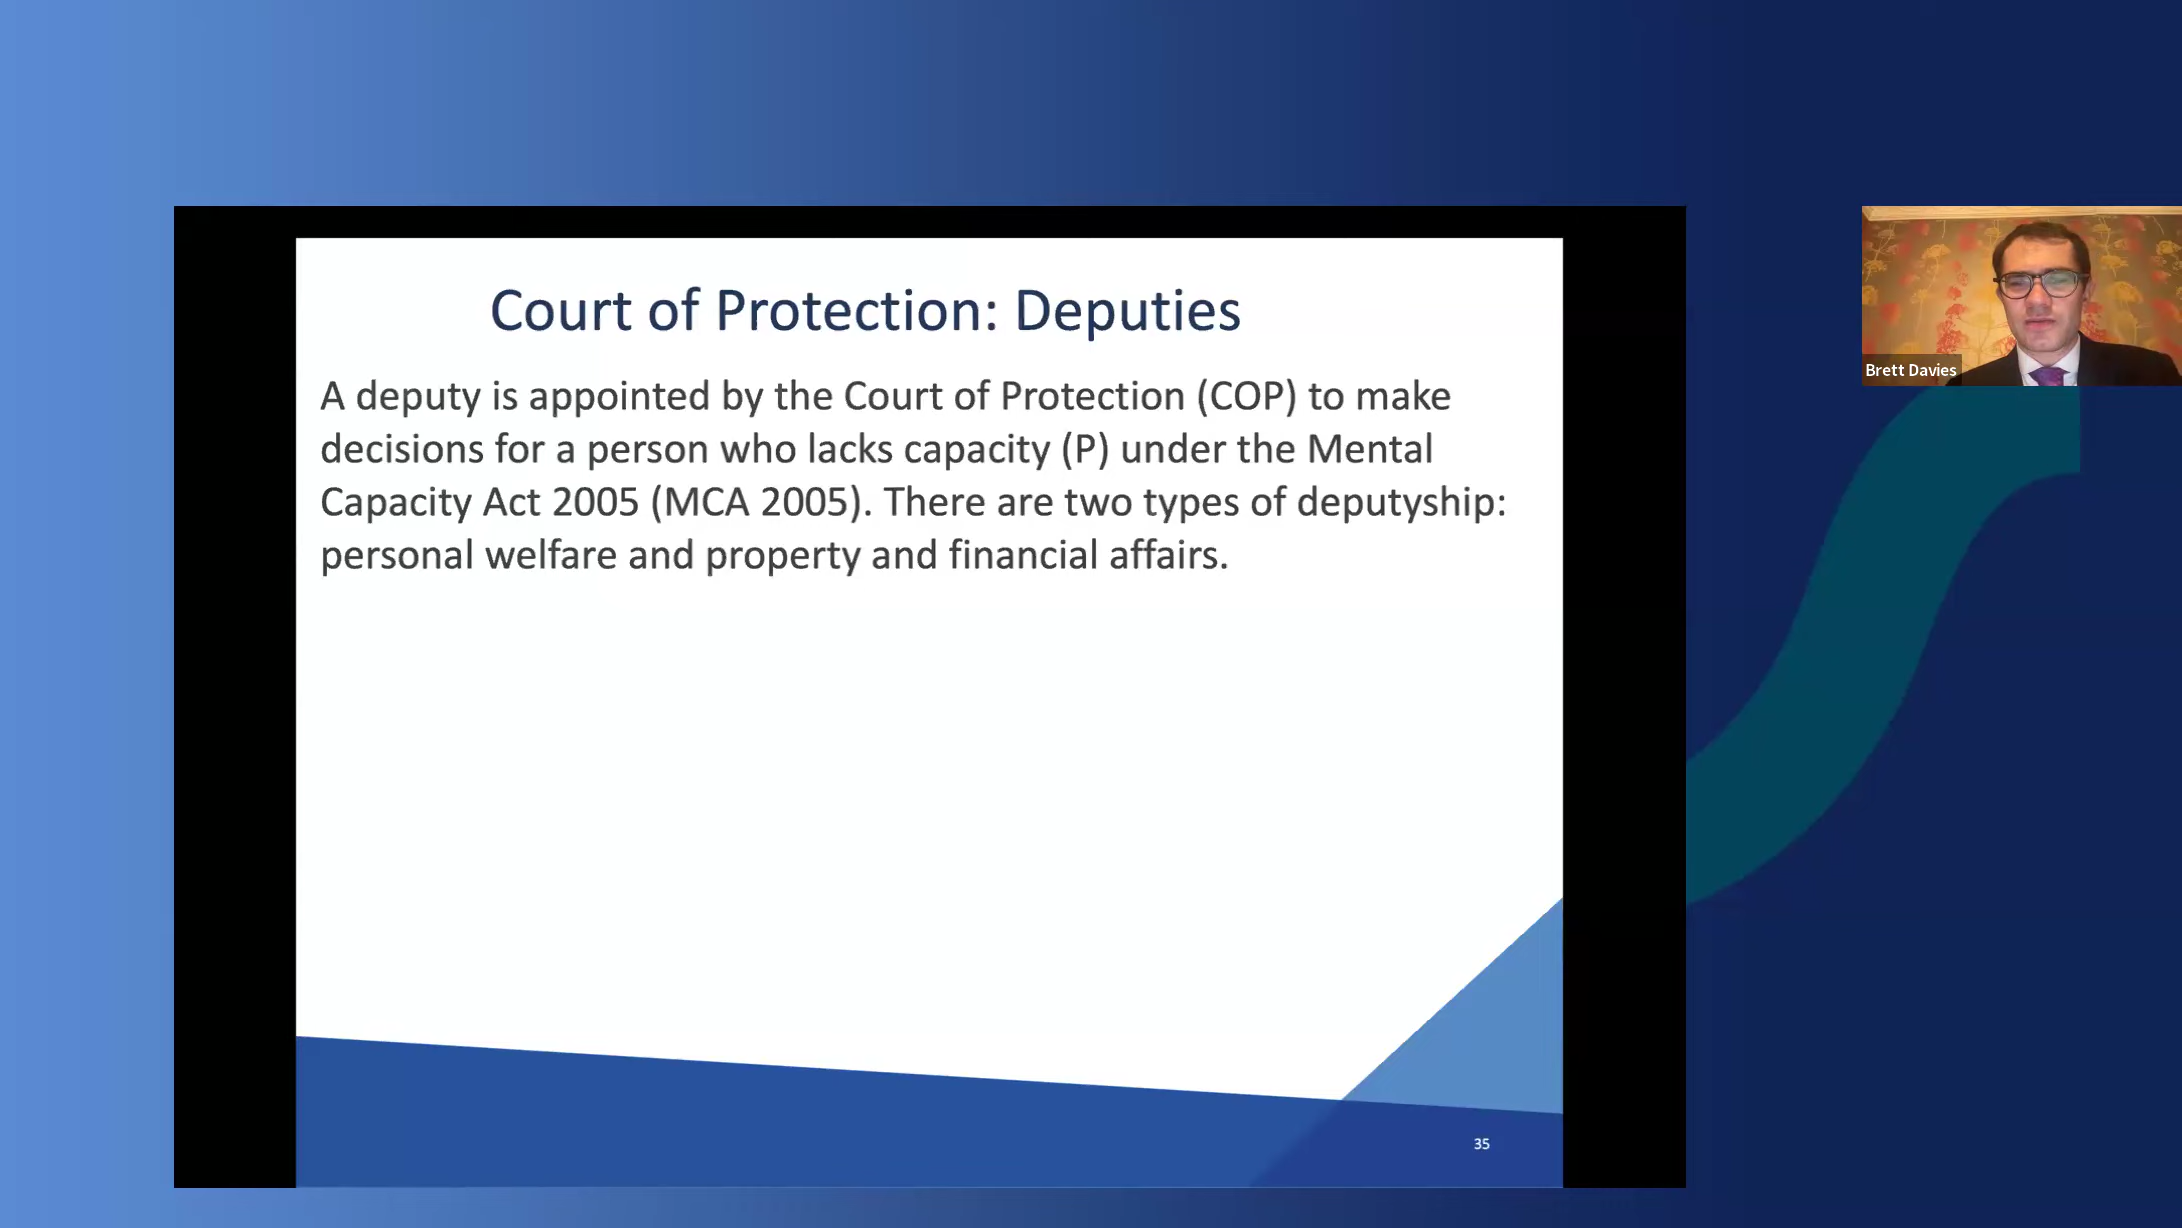 Court of Protection: Deputies
A deputy is appointed by the Court of Protection (COP) to make
decisions for a person who lacks capacity (P) under the Mental
Capacity Act 2005 (MCA 2005). There are two types of deputyship:
personal welfare and property and financial affairs.
35
Brett Davies